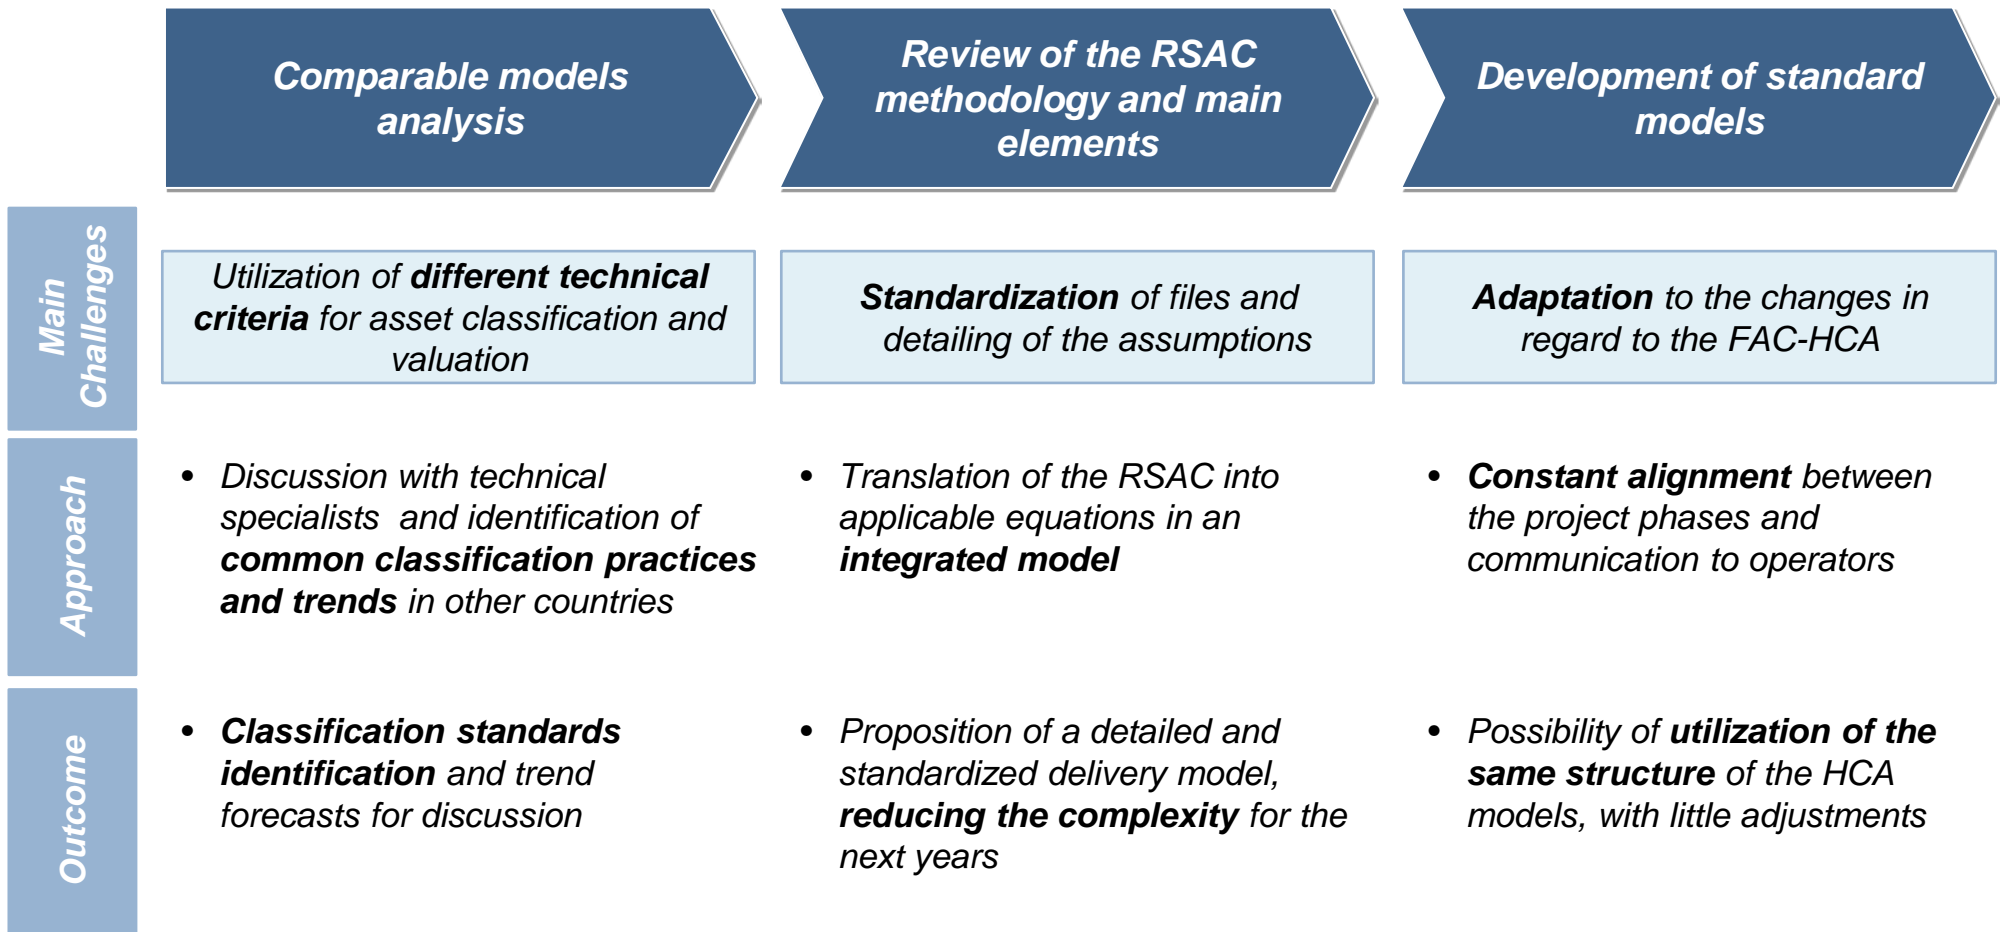 Comparable models
analysis
Review of the RSAC
methodology and main
elements
Development of standard
models
Main
Challenges
Utilization of different technical
criteria for asset classification and
valuation
Standardization of files and
detailing of the assumptions
Adaptation to the changes in
regard to the FAC-HCA
Approach
• Discussion with technical
specialists and identification of
common classification practices
and trends in other countries
• Translation of the RSAC into
applicable equations in an
integrated model
• Constant alignment between
the project phases and
communication to operators
Outcome
• Classification standards
identification and trend
forecasts for discussion
• Proposition of a detailed and
standardized delivery model,
reducing the complexity for the
next years
• Possibility of utilization of the
same structure of the HCA
models, with little adjustments